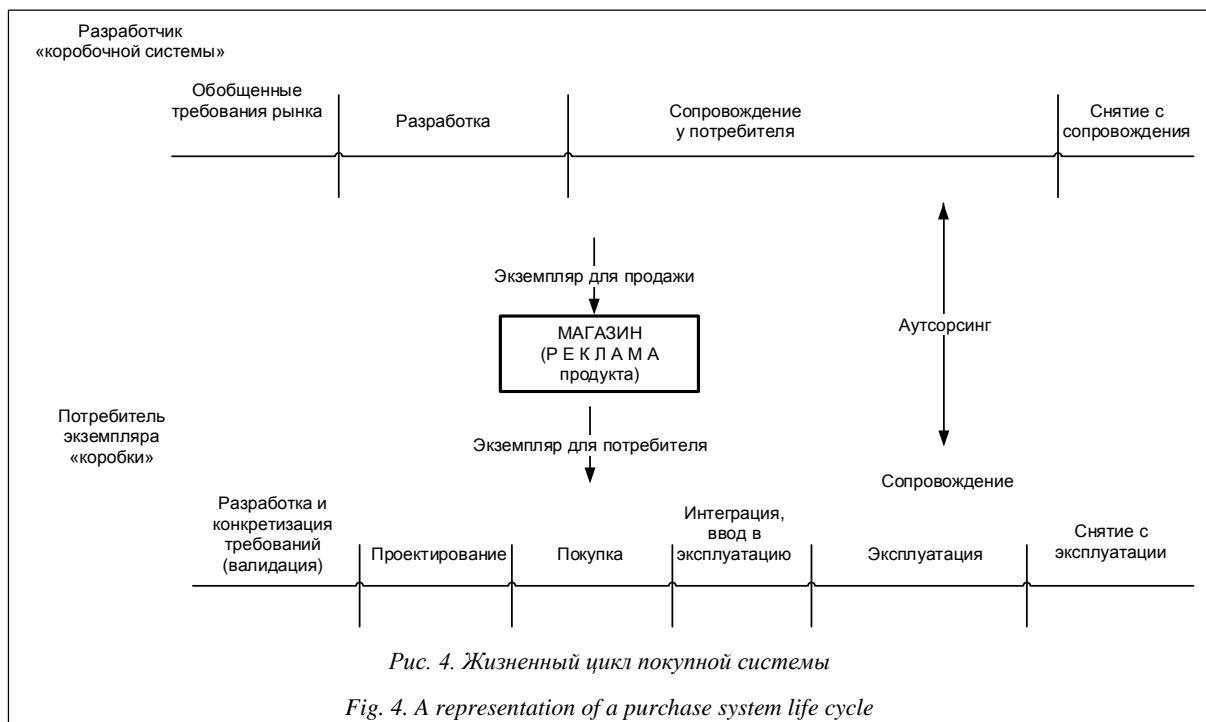 Разработчик
«коробочной системы»
Обобщенные
требования рынка
Разработка
Сопровождение
у потребителя
Снятие с
сопровождения
Экземпляр для продажи
МАГАЗИН
(Р Е К Л А М А
продукта)
Аутсорсинг
Потребитель
экземпляра
«коробки»
Экземпляр для потребителя
Сопровождение
Разработка и
конкретизация
требований
(валидация)
Проектирование
Покупка
Интеграция,
ввод в
эксплуатацию
Эксплуатация
Снятие с
эксплуатации
Рис. 4. Жизненный цикл покупной системы
Fig. 4. A representation of a purchase system life cycle